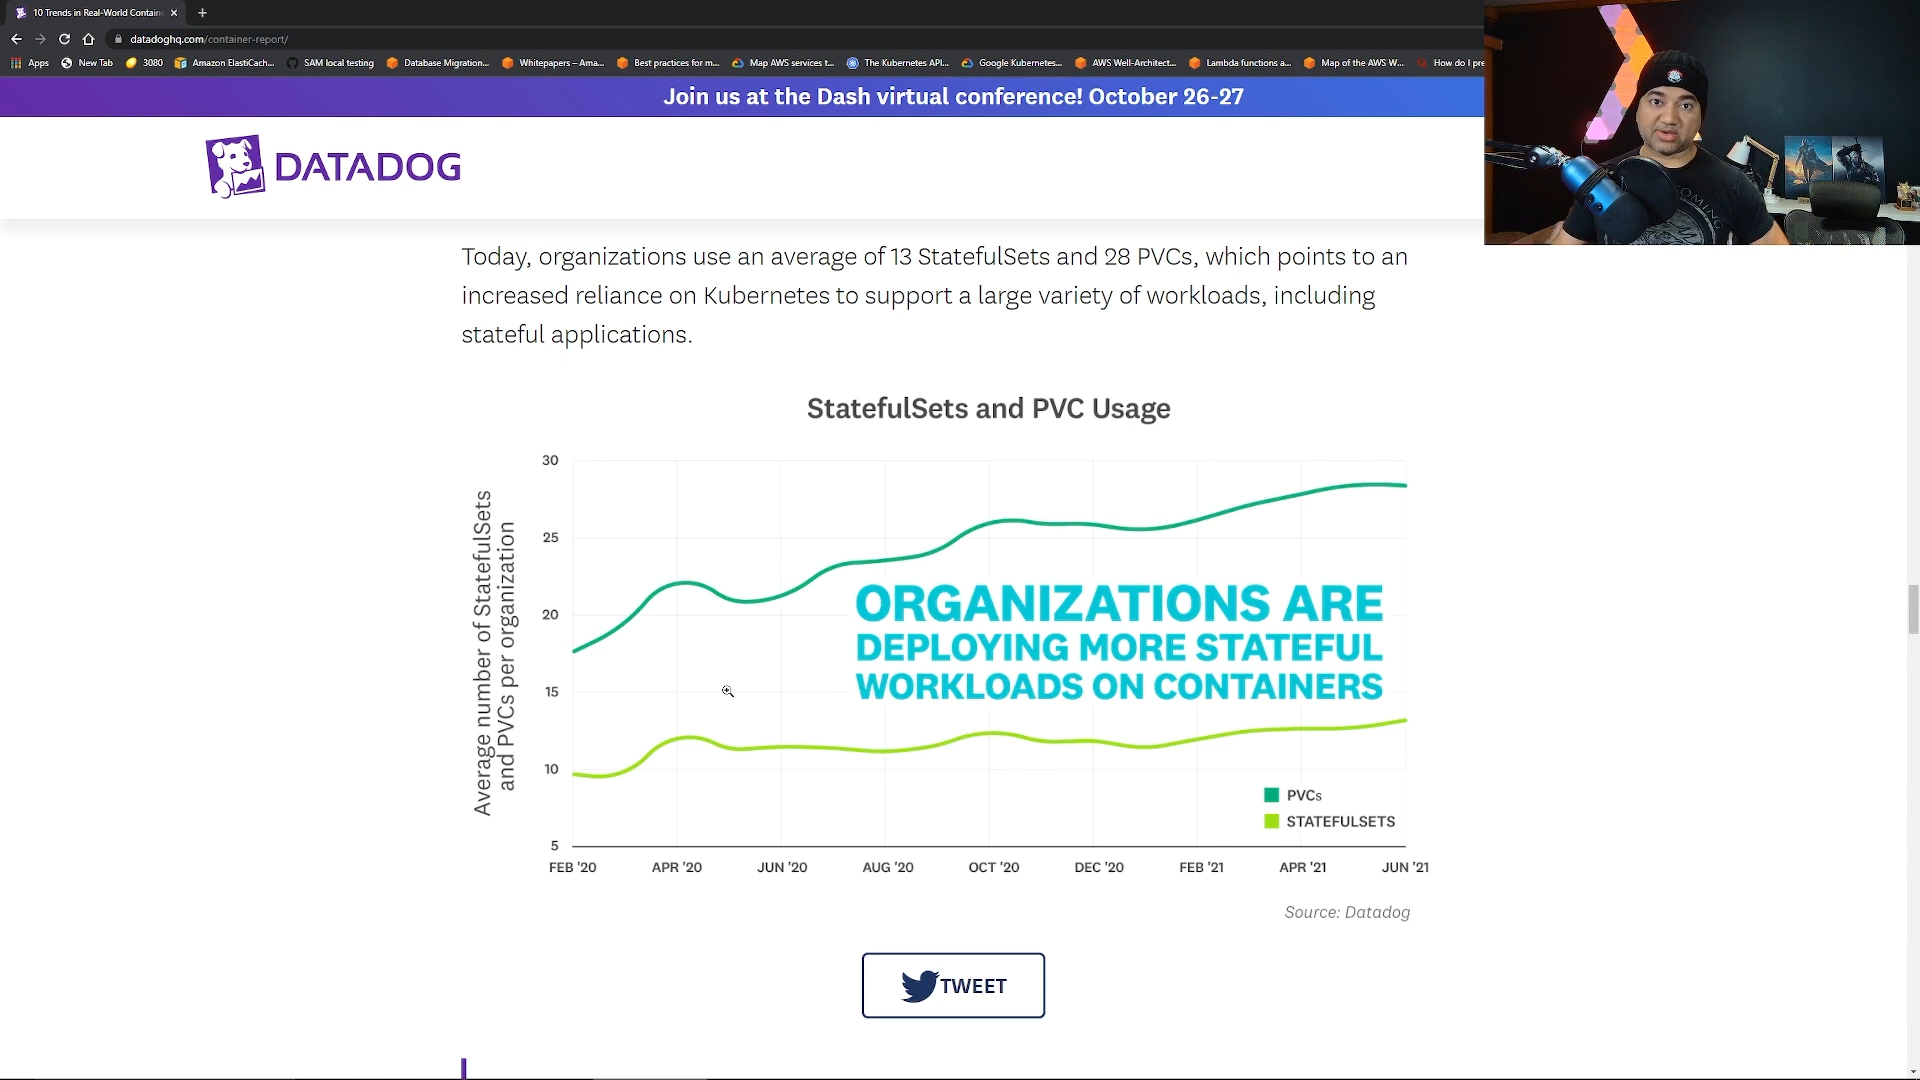 10 Trends in Real-World Contain
datadoghq.com/container-report/
Apps
New Tab
3080
Amazon ElastiCach...
SAM local testing
Database Migration...
Whitepapers – Ama...
Best practices for m...
Map AWS services t...
The Kubernetes API...
Google Kubernetes...
AWS Well-Architect...
Lambda functions a...
Map of the AWS W...
How do I pre
Join us at the Dash virtual conference! October 26-27
DATADOG
Today, organizations use an average of 13 StatefulSets and 28 PVCs, which points to an
increased reliance on Kubernetes to support a large variety of workloads, including
stateful applications.
StatefulSets and PVC Usage
Average number of StatefulSets
and PVCs per organization
30
25
20
15
10
5
ORGANIZATIONS ARE
DEPLOYING MORE STATEFUL
WORKLOADS ON CONTAINERS
PVCs
STATEFULSETS
FEB '20
APR '20
JUN '20
AUG '20
OCT '20
DEC '20
FEB '21
APR '21
JUN '21
Source: Datadog
TWEET